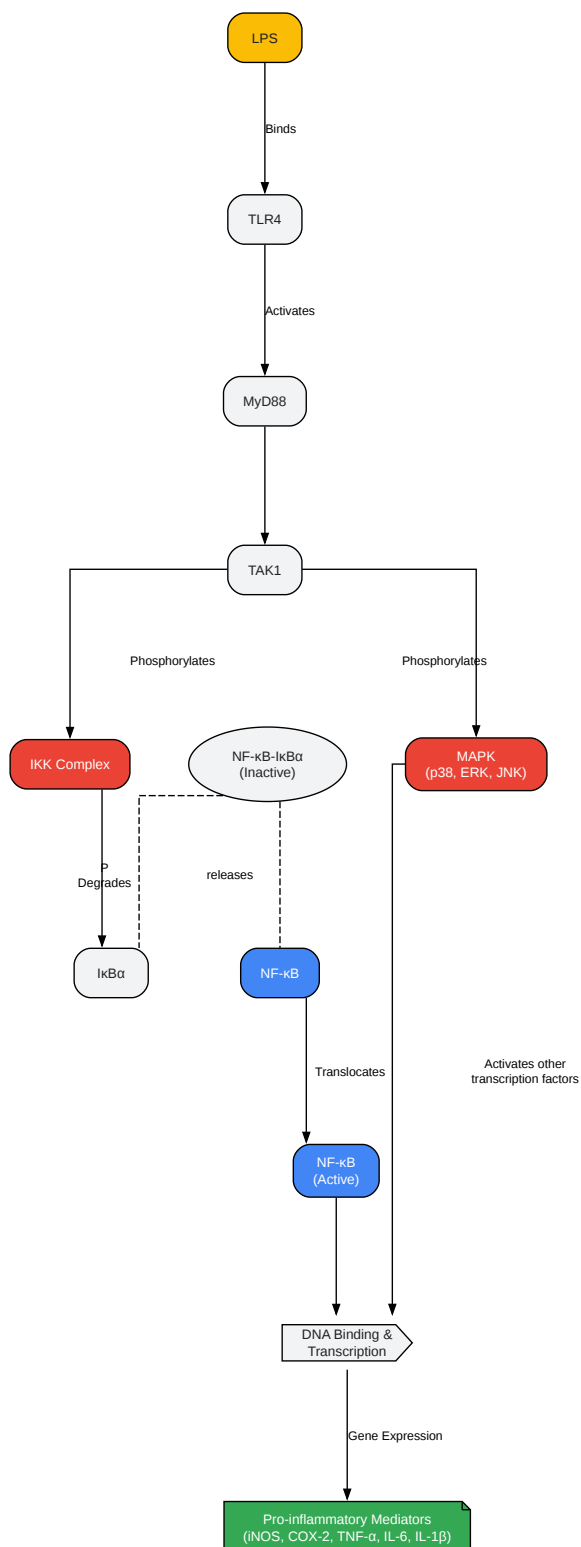 LPS
Binds
TLR4
Activates
MyD88
TAK1
Phosphorylates
Phosphorylates
IKK Complex
NF-κB-IκBα
(Inactive)
MAPK
(p38, ERK, JNK)
P
Degrades
releases
IκBα
NF-κB
Translocates
Activates other
transcription factors
NF-κB
(Active)
DNA Binding &
Transcription
Gene Expression
Pro-inflammatory Mediators
(iNOS, COX-2, TNF-α, IL-6, IL-1β)